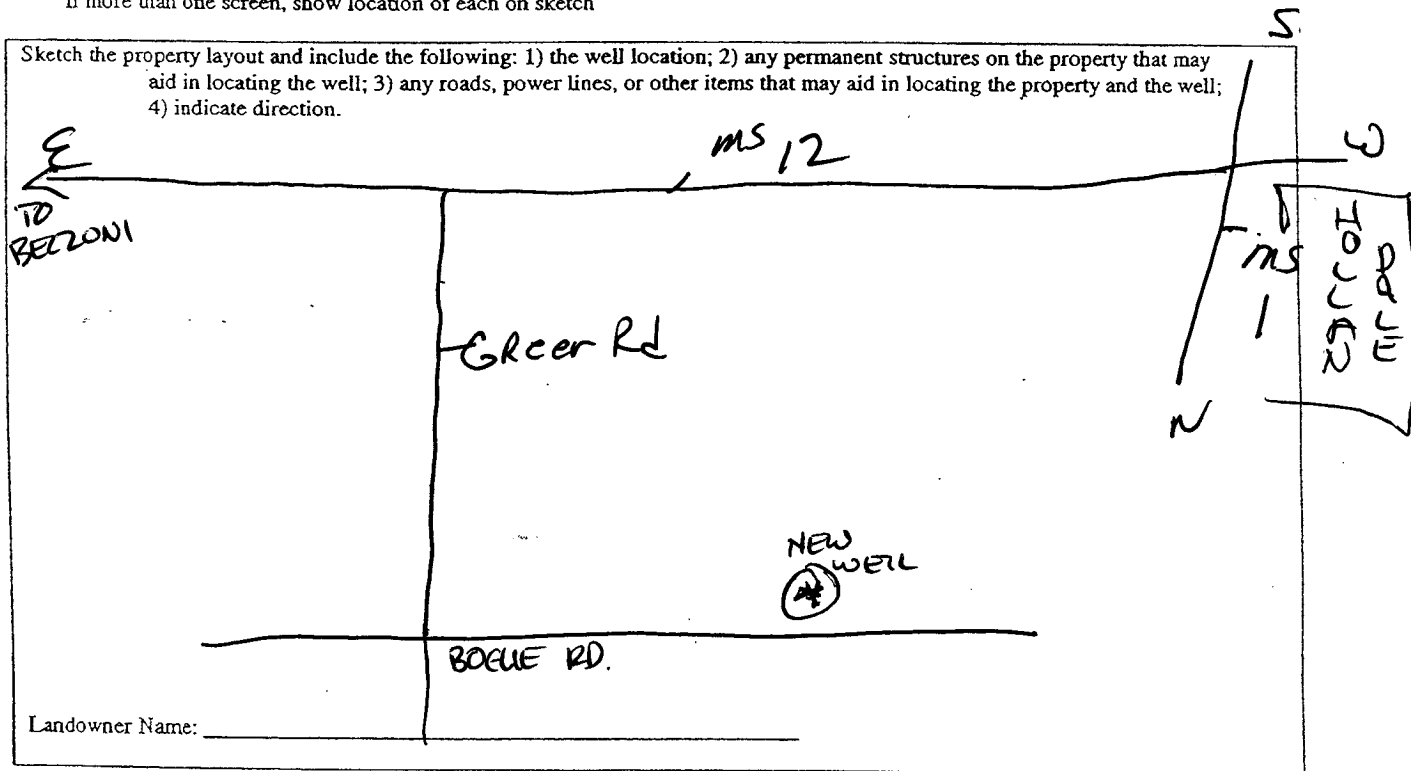 If more than one screen, show location of each on sketch
S.
Sketch the property layout and include the following: 1) the well location; 2) any permanent structures on the property that may
aid in locating the well; 3) any roads, power lines, or other items that may aid in locating the property and the well;
4) indicate direction.
E
MS 12
W
TO
BELZONI
MS
1
HOLLAN
DALE
GReer Rd
N
NEW
WELL
BOGUE RD.
Landowner Name: